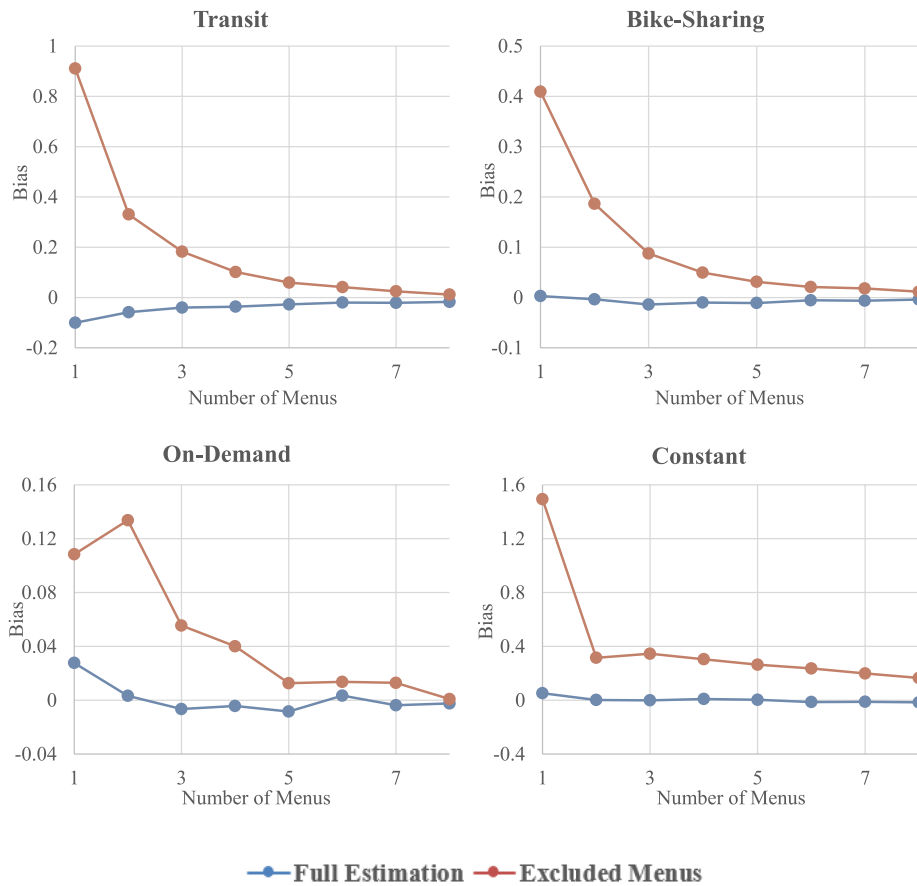 Transit
1
0.8
0.6
0.4
0.2
0
-0.2
Bias
1 3 5 7
Number of Menus
Bike-Sharing
0.5
0.4
0.3
0.2
0.1
0
-0.1
Bias
1 3 5 7
Number of Menus
On-Demand
0.16
0.12
0.08
0.04
0
-0.04
Bias
1 3 5 7
Number of Menus
Constant
1.6
1.2
0.8
0.4
0
-0.4
Bias
1 3 5 7
Number of Menus
Full Estimation Excluded Menus